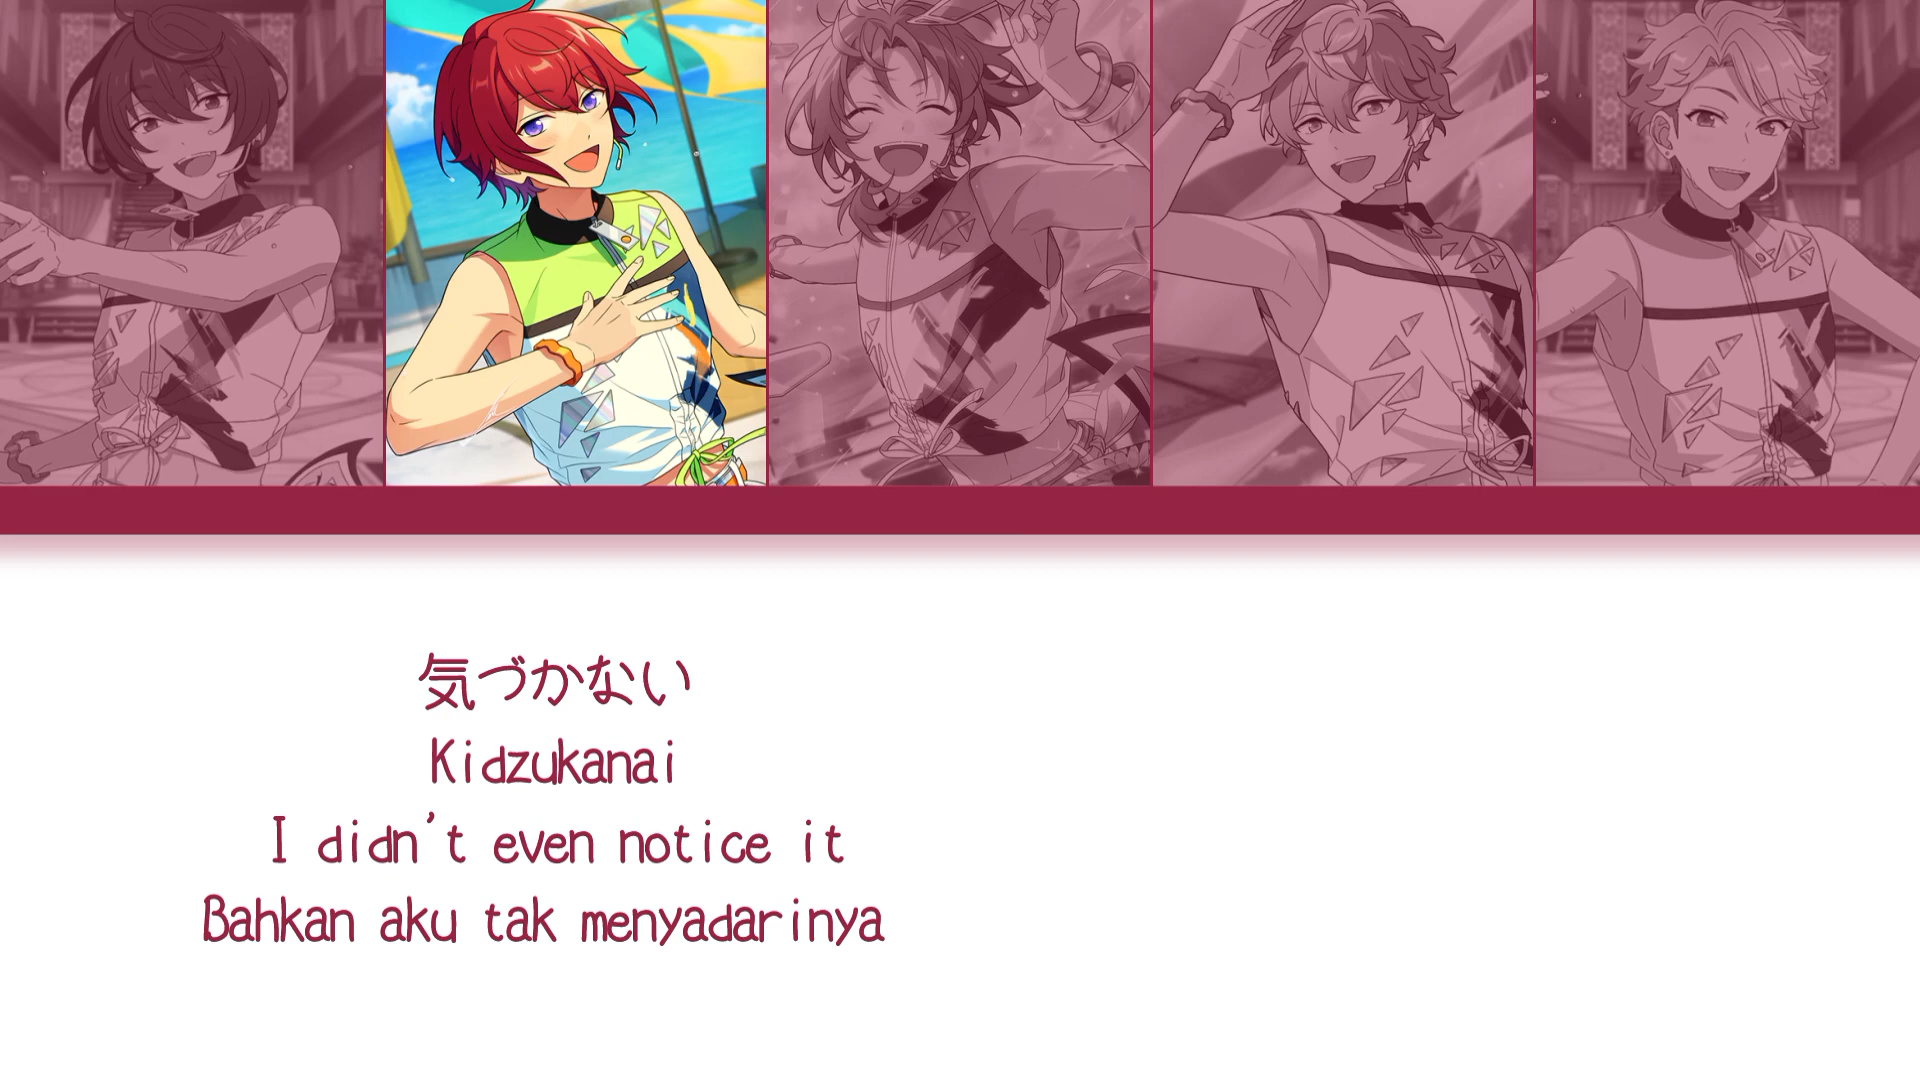 気づかない
Kidzukanai
I didn't even notice it
Bahkan aku tak menyadarinya